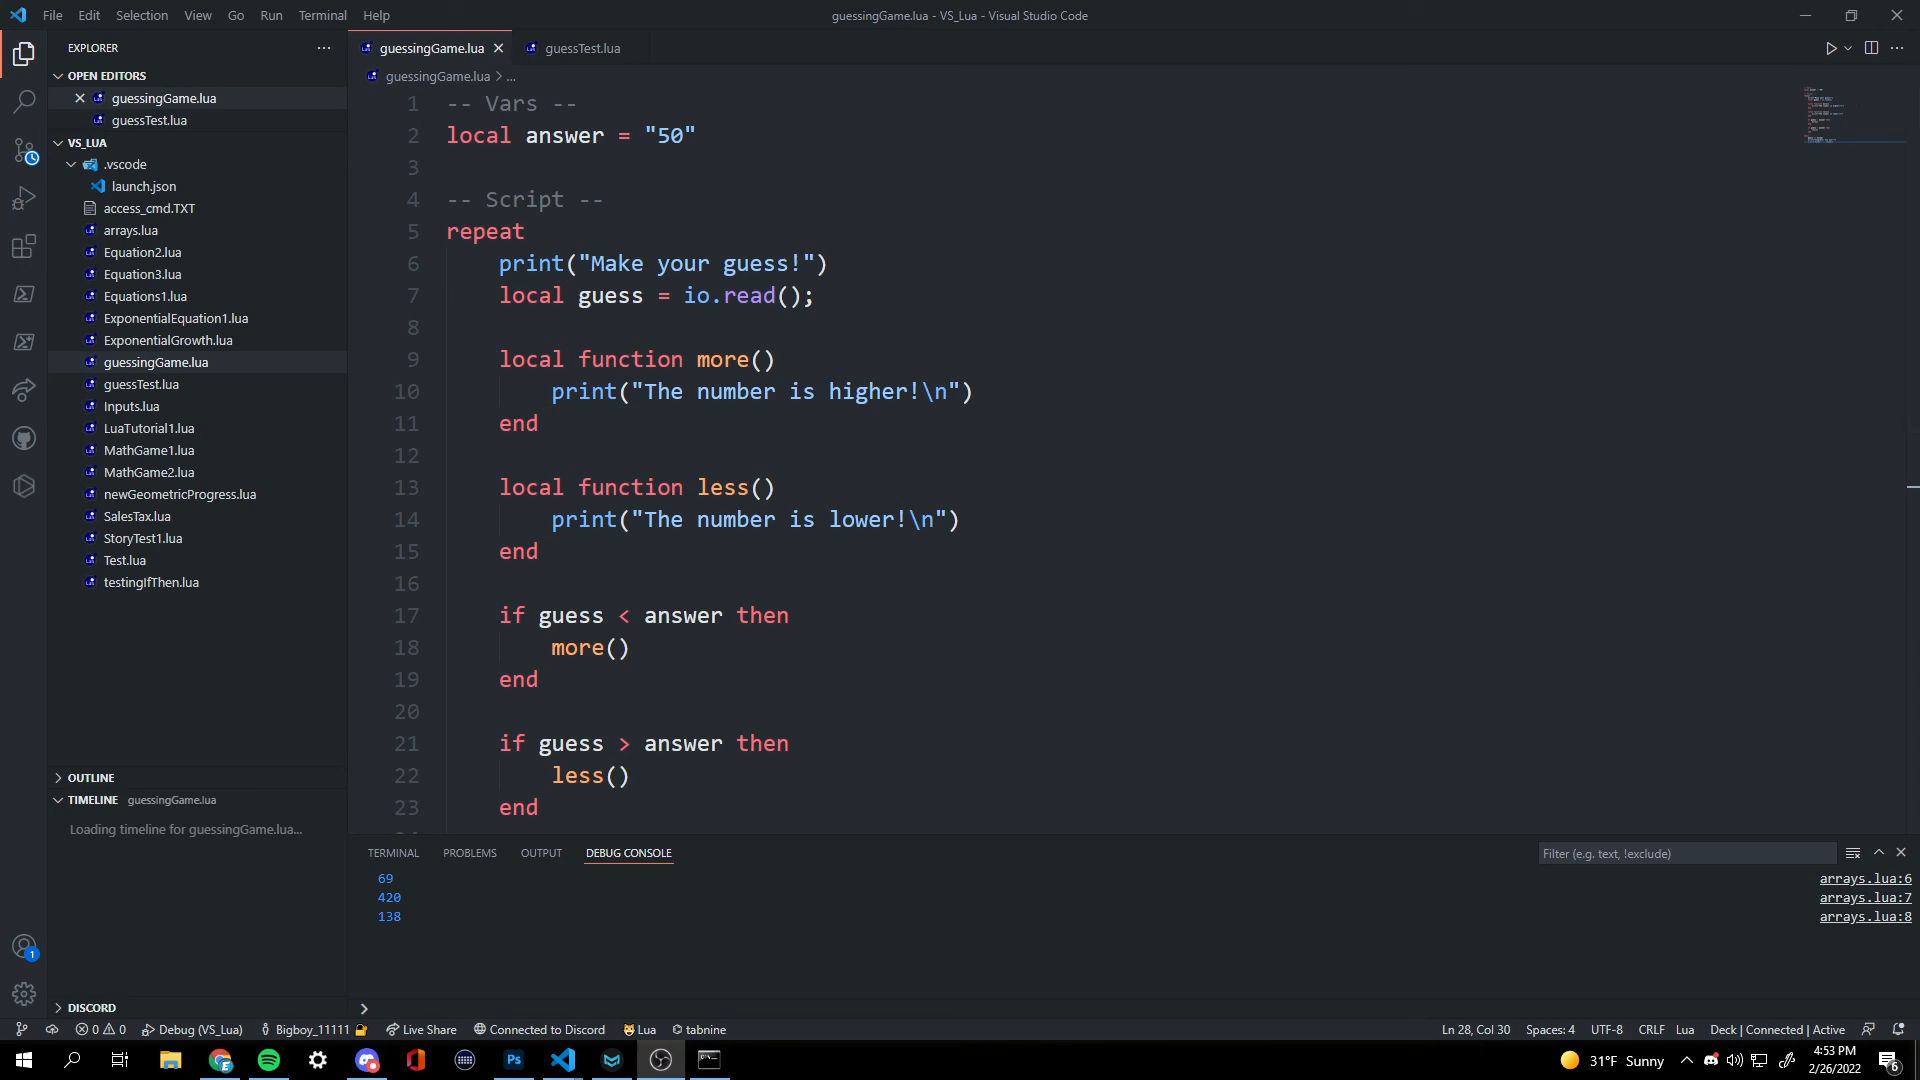 File Edit Selection View Go Run Terminal Help
guessingGame.lua - VS_Lua - Visual Studio Code
EXPLORER
OPEN EDITORS
guessingGame.lua
guessTest.lua
VS_LUA
.vscode
launch.json
access_cmd.TXT
arrays.lua
Equation2.lua
Equation3.lua
Equations1.lua
ExponentialEquation1.lua
ExponentialGrowth.lua
guessingGame.lua
guessTest.lua
Inputs.lua
LuaTutorial1.lua
MathGame1.lua
MathGame2.lua
newGeometricProgress.lua
SalesTax.lua
StoryTest1.lua
Test.lua
testingIfThen.lua
OUTLINE
TIMELINE guessingGame.lua
Loading timeline for guessingGame.lua...
DISCORD
guessingGame.lua guessTest.lua
guessingGame.lua > ...
1 -- Vars --
2 local answer = "50"
3
4 -- Script --
5 repeat
6 print("Make your guess!")
7 local guess = io.read();
8
9 local function more()
10 print("The number is higher!\n")
11 end
12
13 local function less()
14 print("The number is lower!\n")
15 end
16
17 if guess < answer then
18 more()
19 end
20
21 if guess > answer then
22 less()
23 end
TERMINAL PROBLEMS OUTPUT DEBUG CONSOLE
Filter (e.g. text, !exclude)
69 arrays.lua:6
420 arrays.lua:7
138 arrays.lua:8
1
0 0 Debug (VS_Lua) Bigboy_11111 Live Share Connected to Discord Lua tabnine
Ln 28, Col 30 Spaces: 4 UTF-8 CRLF Lua Deck | Connected | Active
Ps
31°F Sunny
4:53 PM
2/26/2022
6